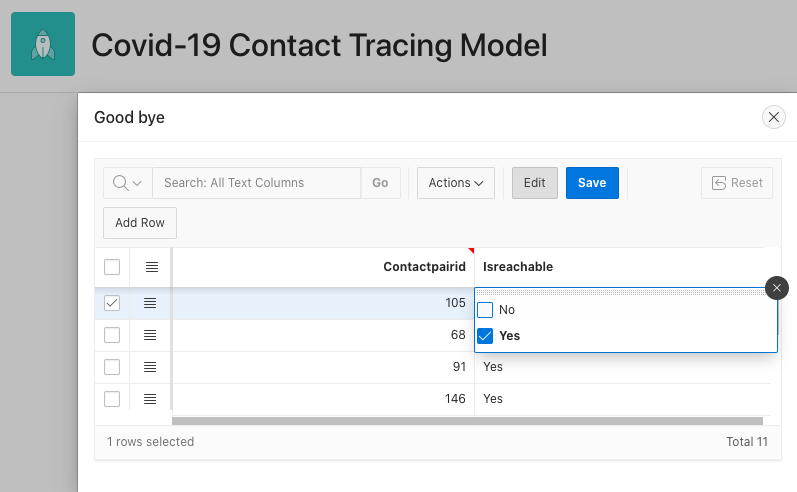 Covid-19 Contact Tracing Model
Good bye
Search: All Text Columns Go Actions Edit Save Reset
Add Row
Contactpairid Isreachable
105
No
68
Yes
91 Yes
146 Yes
1 rows selected Total 11